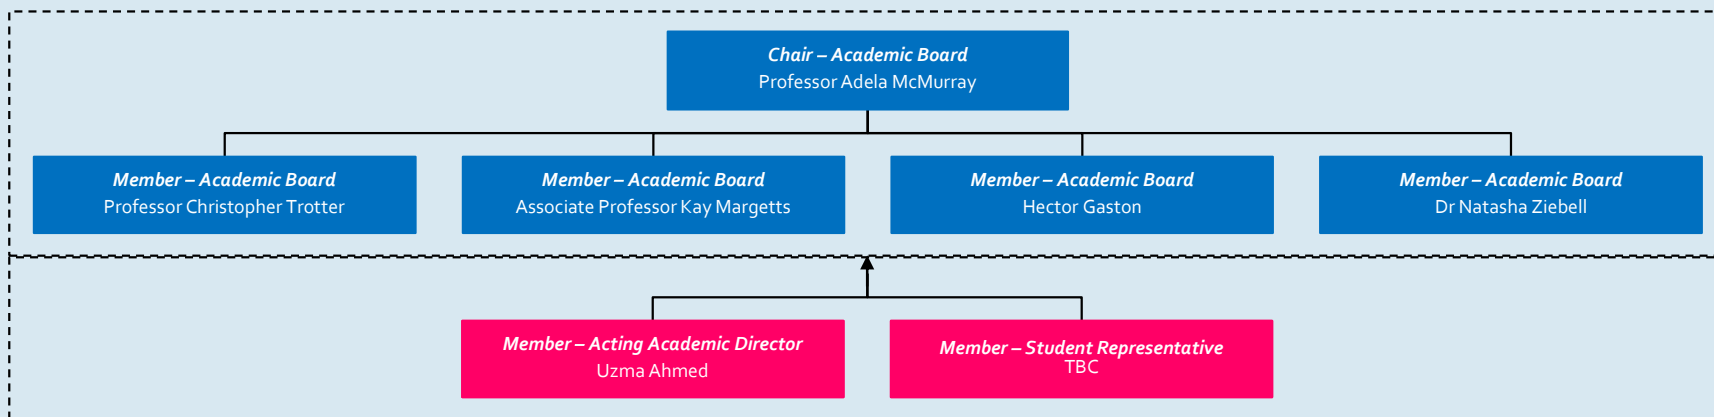 Chair – Academic Board
Professor Adela McMurray
Member – Academic Board
Professor Christopher Trotter
Member – Academic Board
Associate Professor Kay Margetts
Member – Academic Board
Hector Gaston
Member – Academic Board
Dr Natasha Ziebell
Member – Acting Academic Director
Uzma Ahmed
Member – Student Representative
TBC